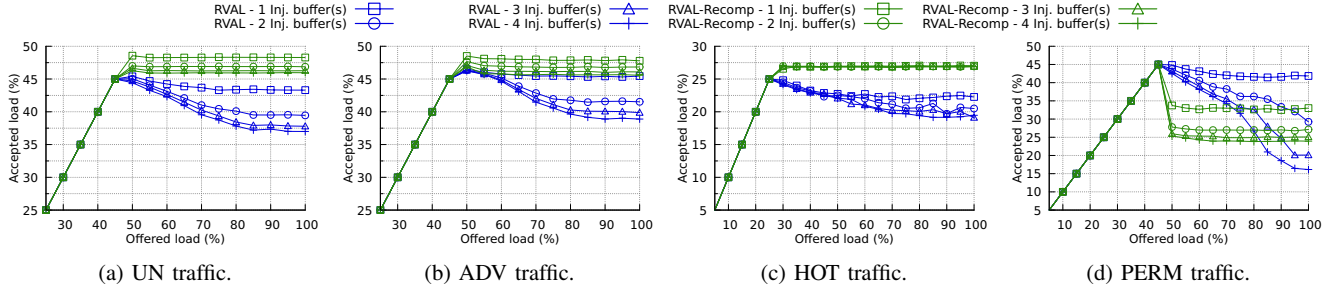 RVAL - 1 Inj. buffer(s) RVAL - 3 Inj. buffer(s) RVAL-Recomp - 1 Inj. buffer(s) RVAL-Recomp - 3 Inj. buffer(s)
RVAL - 2 Inj. buffer(s) RVAL - 4 Inj. buffer(s) RVAL-Recomp - 2 Inj. buffer(s) RVAL-Recomp - 4 Inj. buffer(s)
Accepted load (%)
50
45
40
35
30
25
30 40 50 60 70 80 90 100
Offered load (%)
(a) UN traffic.
Accepted load (%)
50
45
40
35
30
25
30 40 50 60 70 80 90 100
Offered load (%)
(b) ADV traffic.
Accepted load (%)
30
25
20
15
10
5
10 20 30 40 50 60 70 80 90 100
Offered load (%)
(c) HOT traffic.
Accepted load (%)
50
45
40
35
30
25
20
15
10
5
10 20 30 40 50 60 70 80 90 100
Offered load (%)
(d) PERM traffic.